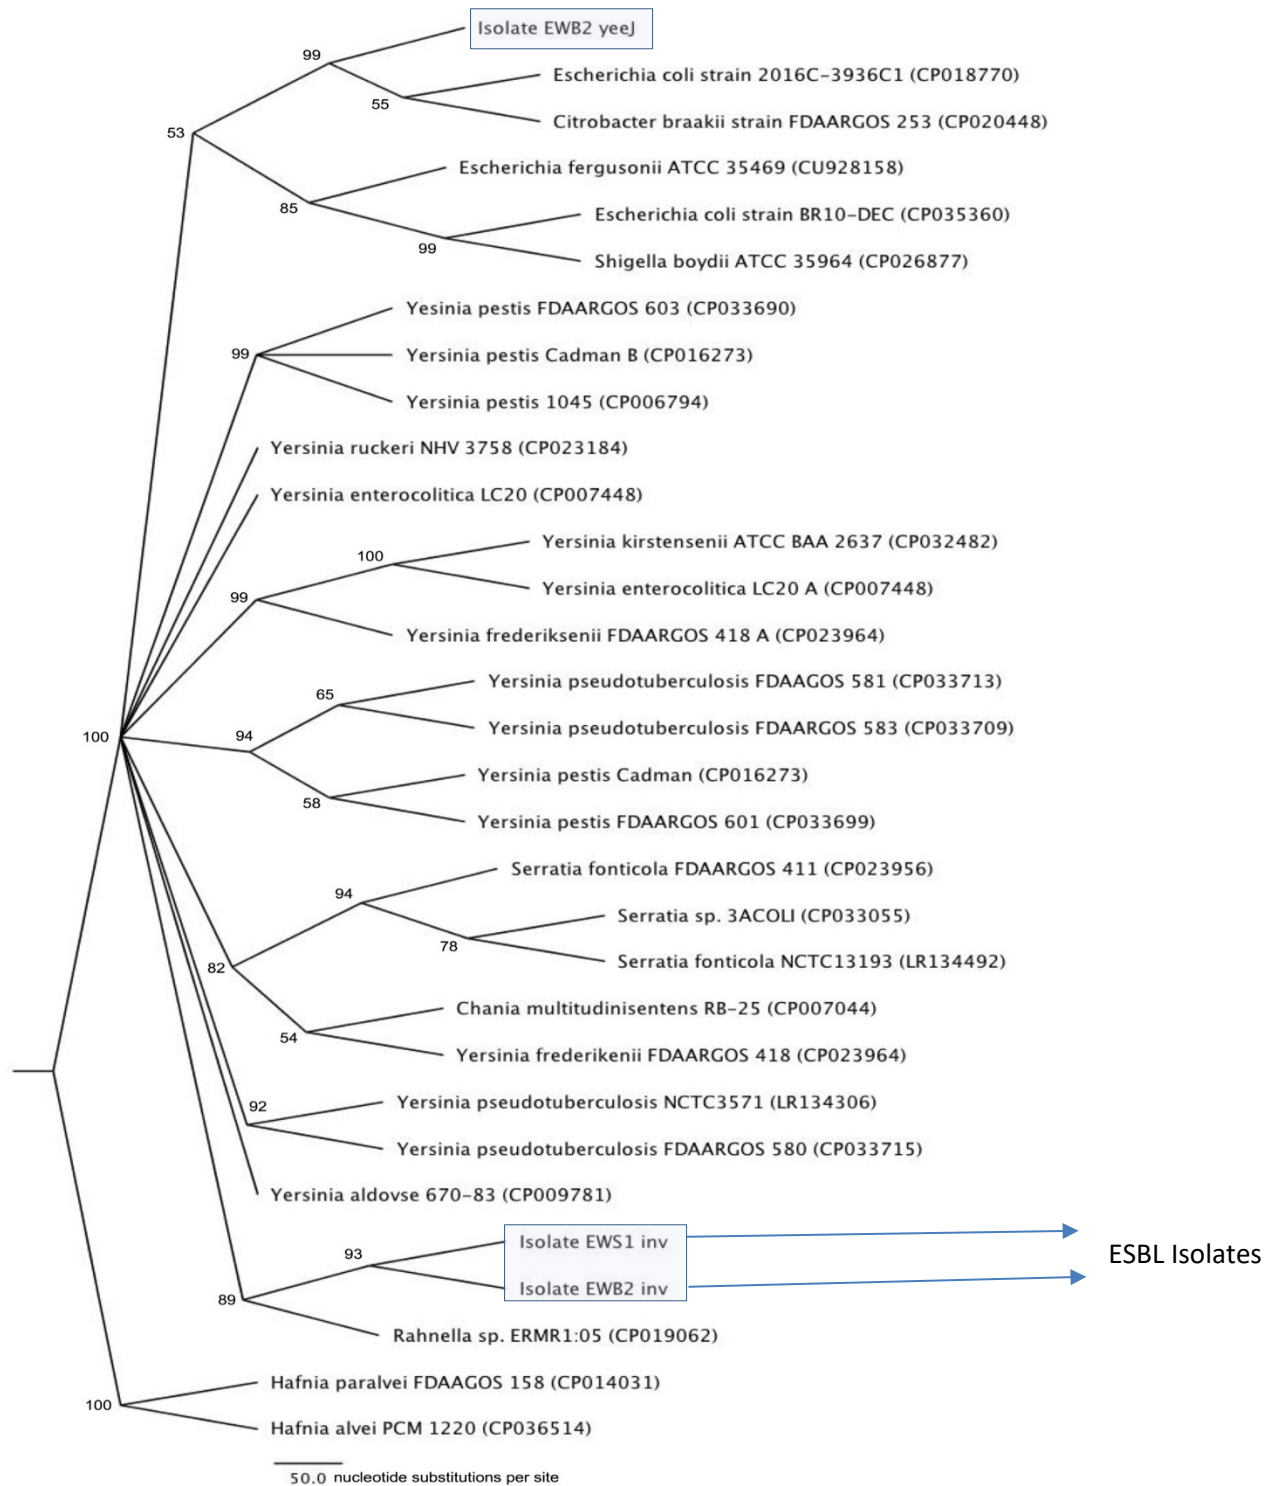 Isolate EWB2 yeeJ
99
Escherichia coli strain 2016C-3936C1 (CP018770)
55
Citrobacter braakii strain FDAARGOS 253 (CP020448)
53
Escherichia fergusonii ATCC 35469 (CU928158)
85
Escherichia coli strain BR10-DEC (CP035360)
99
Shigella boydii ATCC 35964 (CP026877)
Yesinia pestis FDAARGOS 603 (CP033690)
99
Yersinia pestis Cadman B (CP016273)
Yersinia pestis 1045 (CP006794)
Yersinia ruckeri NHV 3758 (CP023184)
Yersinia enterocolitica LC20 (CP007448)
Yersinia kirstensenii ATCC BAA 2637 (CP032482)
100
Yersinia enterocolitica LC20 A (CP007448)
99
Yersinia frederiksenii FDAARGOS 418 A (CP023964)
Yersinia pseudotuberculosis FDAAGOS 581 (CP033713)
65
Yersinia pseudotuberculosis FDAARGOS 583 (CP033709)
100
94
Yersinia pestis Cadman (CP016273)
58
Yersinia pestis FDAARGOS 601 (CP033699)
Serratia fonticola FDAARGOS 411 (CP023956)
94
Serratia sp. 3ACOLI (CP033055)
78
Serratia fonticola NCTC13193 (LR134492)
82
Chania multitudinisentens RB-25 (CP007044)
54
Yersinia frederikenii FDAARGOS 418 (CP023964)
92
Yersinia pseudotuberculosis NCTC3571 (LR134306)
Yersinia pseudotuberculosis FDAARGOS 580 (CP033715)
Yersinia aldovse 670-83 (CP009781)
Isolate EWS1 inv
93
ESBL Isolates
Isolate EWB2 inv
89
Rahnella sp. ERMR1:05 (CP019062)
Hafnia paralvei FDAAGOS 158 (CP014031)
100
Hafnia alvei PCM 1220 (CP036514)
50.0 nucleotide substitutions per site